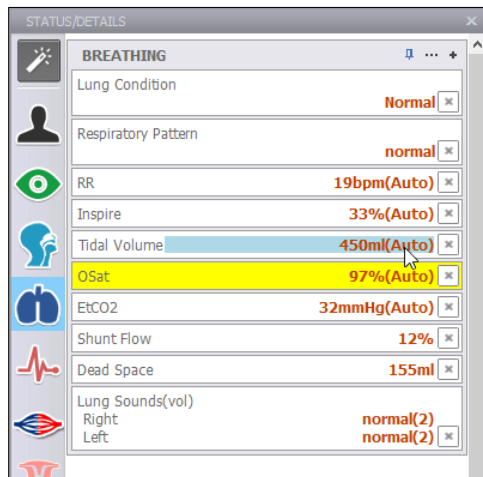 STATUS/DETAILS
BREATHING
Lung Condition
Normal
Respiratory Pattern
normal
RR 19bpm(Auto)
Inspire 33%(Auto)
Tidal Volume 450ml(Auto)
OSat 97%(Auto)
EtCO2 32mmHg(Auto)
Shunt Flow 12%
Dead Space 155ml
Lung Sounds(vol)
Right normal(2)
Left normal(2)